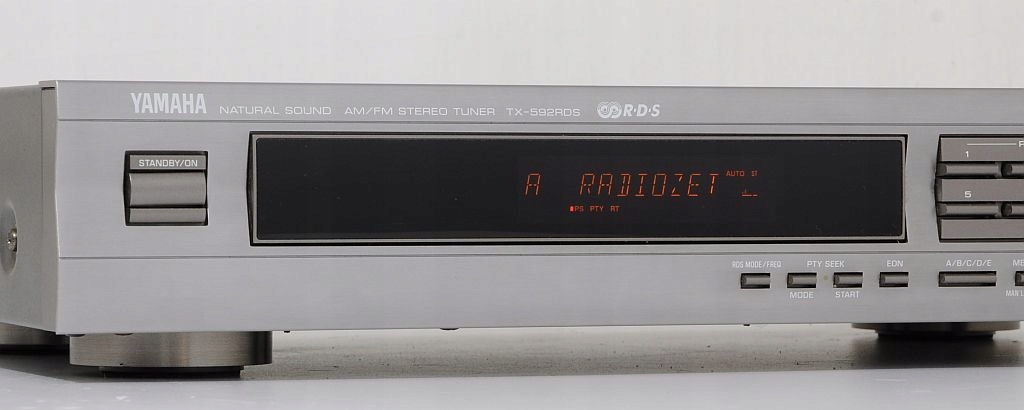 YAMAHA NATURAL SOUND AM/FM STEREO TUNER TX-592RDS R·D·S
STANDBY/ON
A RADIOZET AUTO ST
PS PTY RT
1
5
RDS MODE/FREQ PTY SEEK EON A/B/C/D/E
MODE START